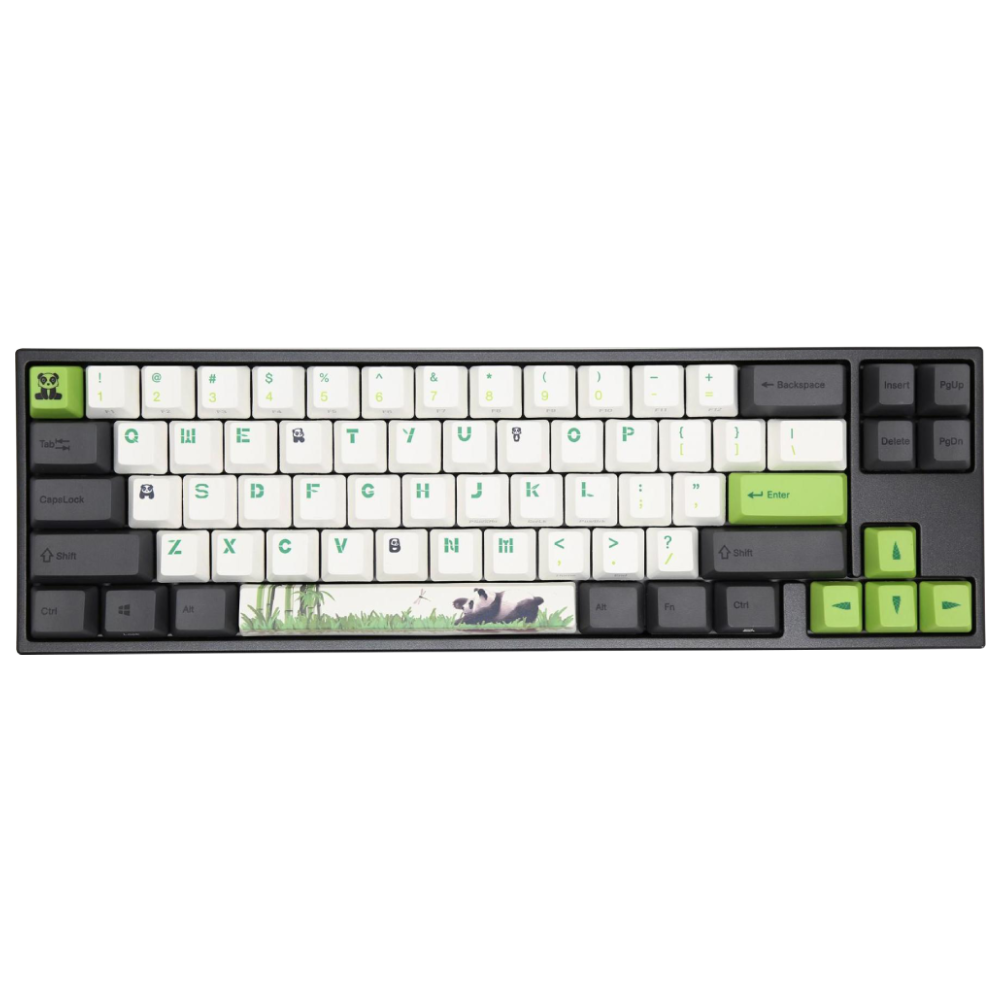 ! @ # $ % ^ & * ( ) _ + ← Backspace Insert PgUp
1 2 3 4 5 6 7 8 9 0 - =
Tab Q W E T Y U O P { } | Delete PgDn
[ ] \
CapsLock S D F G H J K L : " ← Enter
; '
Shift Z X C V N M < > ? Shift
, . /
Ctrl Alt Alt Fn Ctrl